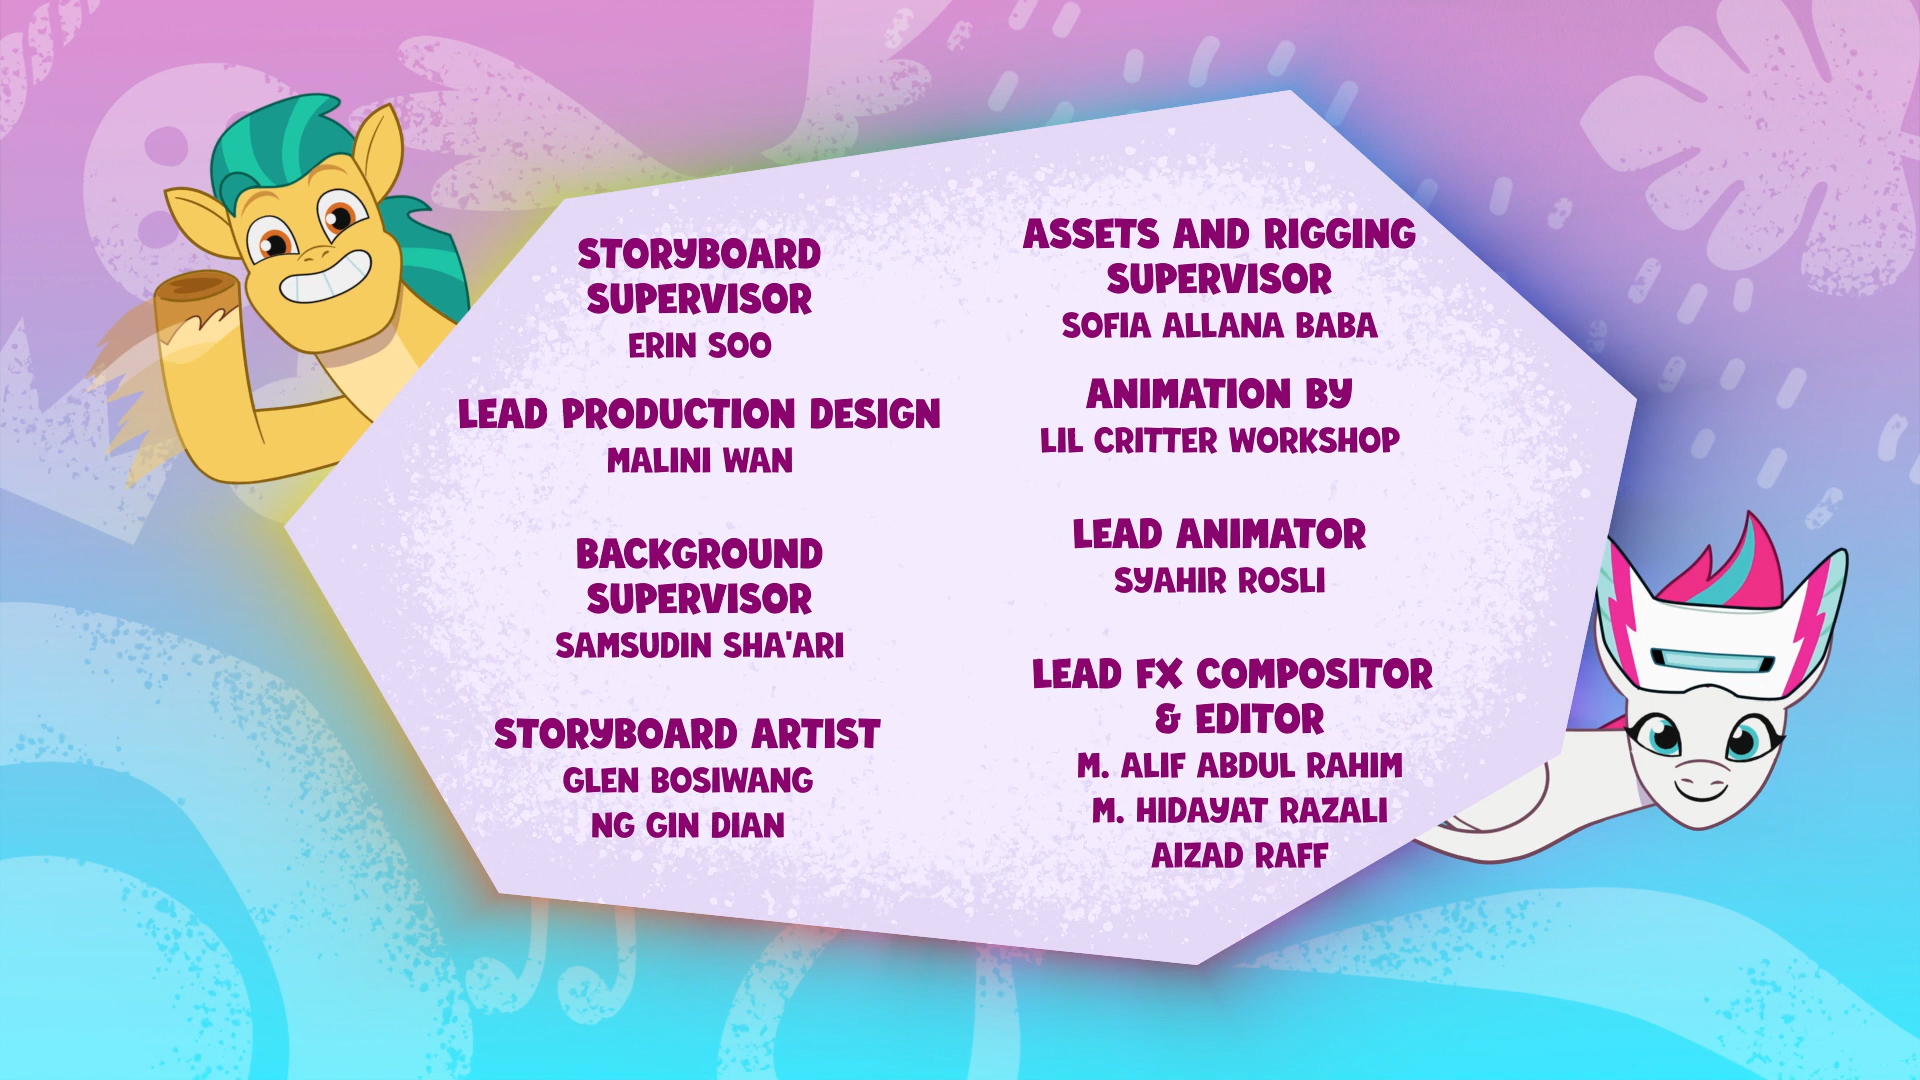 STORYBOARD
SUPERVISOR
ERIN SOO
LEAD PRODUCTION DESIGN
MALINI WAN
BACKGROUND
SUPERVISOR
SAMSUDIN SHA'ARI
STORYBOARD ARTIST
GLEN BOSIWANG
NG GIN DIAN
ASSETS AND RIGGING
SUPERVISOR
SOFIA ALLANA BABA
ANIMATION BY
LIL CRITTER WORKSHOP
LEAD ANIMATOR
SYAHIR ROSLI
LEAD FX COMPOSITOR
& EDITOR
M. ALIF ABDUL RAHIM
M. HIDAYAT RAZALI
AIZAD RAFF